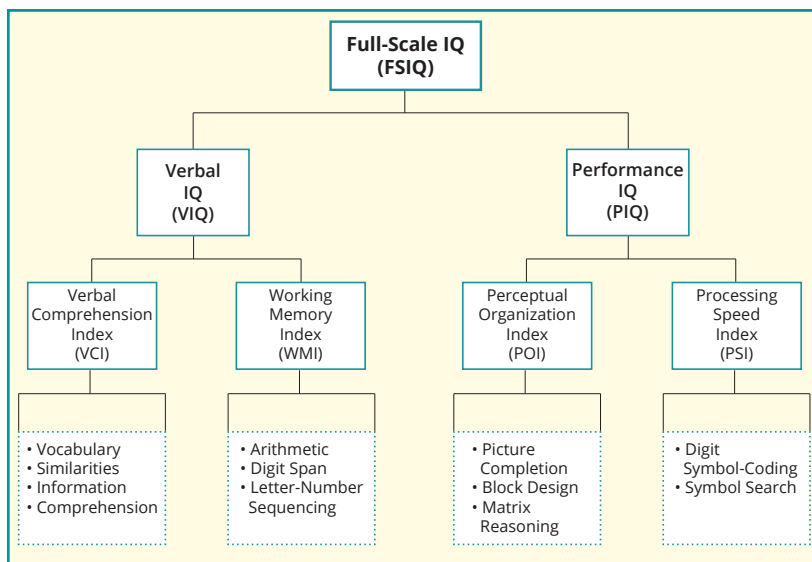 Full-Scale IQ
(FSIQ)
Verbal
IQ
(VIQ)
Performance
IQ
(PIQ)
Verbal
Comprehension
Index
(VCI)
Working
Memory
Index
(WMI)
Perceptual
Organization
Index
(POI)
Processing
Speed
Index
(PSI)
• Vocabulary
• Similarities
• Information
• Comprehension
• Arithmetic
• Digit Span
• Letter-Number
Sequencing
• Picture
Completion
• Block Design
• Matrix
Reasoning
• Digit
Symbol-Coding
• Symbol Search